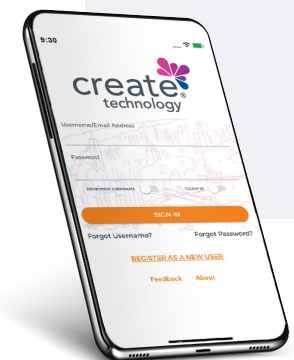 9:30
create®
technology
Username/Email Address
Password
REMEMBER USERNAME TOUCH ID
SIGN IN
Forgot Username? Forgot Password?
REGISTER AS A NEW USER
Feedback About